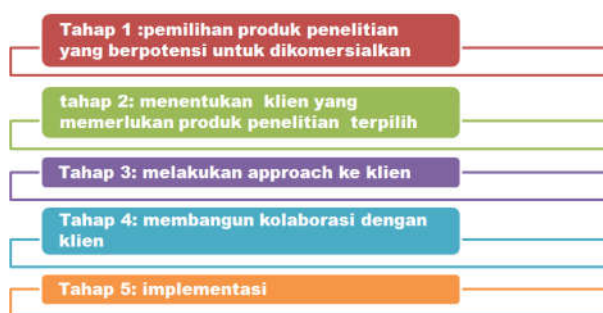 Tahap 1 :pemilihan produk penelitian
yang berpotensi untuk dikomersialkan
tahap 2: menentukan klien yang
memerlukan produk penelitian terpilih
Tahap 3: melakukan approach ke klien
Tahap 4: membangun kolaborasi dengan
klien
Tahap 5: implementasi